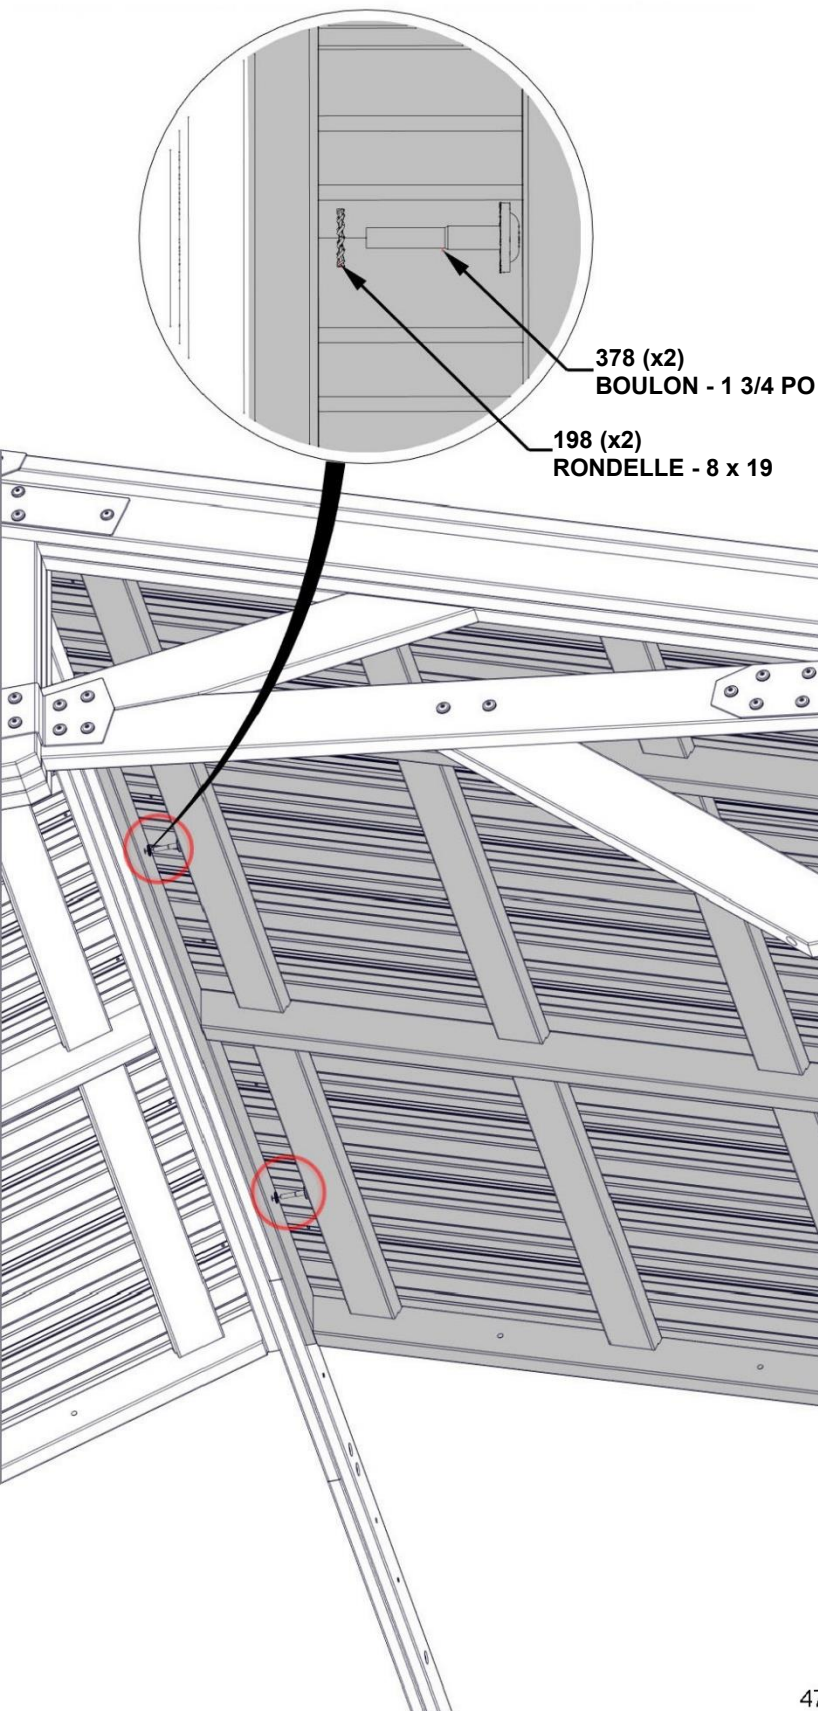 378 (x2)
BOULON - 1 3/4 PO
198 (x2)
RONDELLE - 8 x 19
47